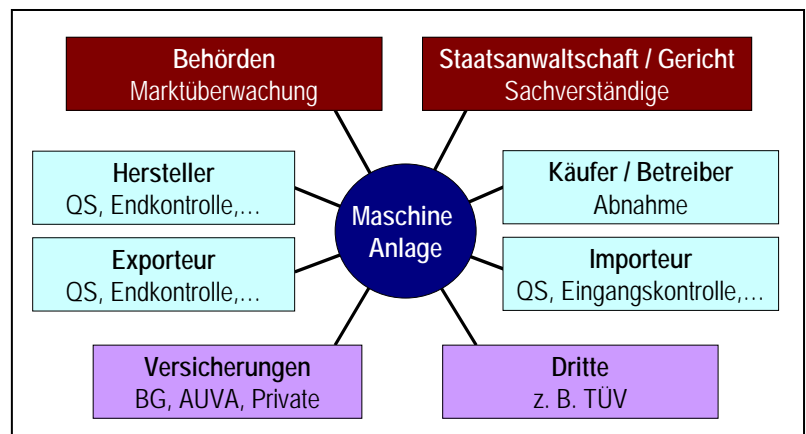 Behörden
Marktüberwachung
Staatsanwaltschaft / Gericht
Sachverständige
Hersteller
QS, Endkontrolle,...
Käufer / Betreiber
Abnahme
Maschine
Anlage
Exporteur
QS, Endkontrolle,...
Importeur
QS, Eingangskontrolle,...
Versicherungen
BG, AUVA, Private
Dritte
z. B. TÜV